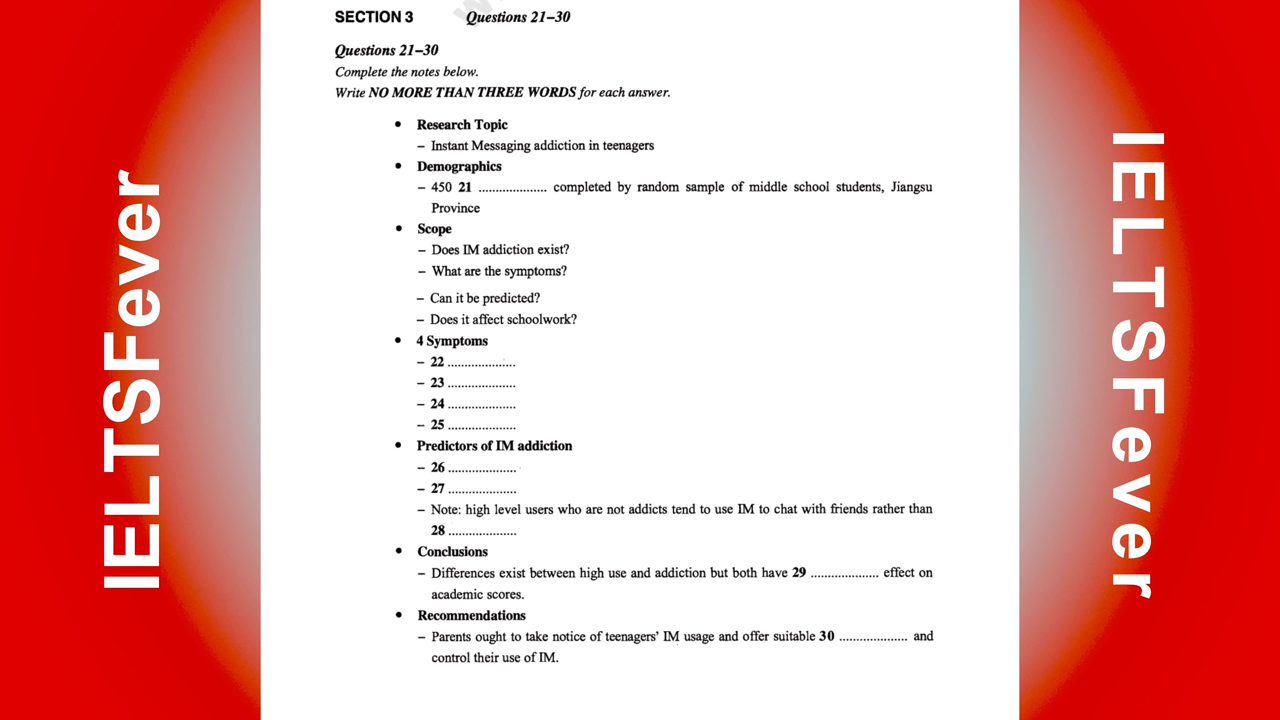 SECTION 3 Questions 21–30
Questions 21–30
Complete the notes below.
Write NO MORE THAN THREE WORDS for each answer.
• Research Topic
– Instant Messaging addiction in teenagers
• Demographics
– 450 21 .................... completed by random sample of middle school students, Jiangsu
Province
• Scope
– Does IM addiction exist?
– What are the symptoms?
– Can it be predicted?
– Does it affect schoolwork?
• 4 Symptoms
– 22 ....................
– 23 ....................
– 24 ....................
– 25 ....................
• Predictors of IM addiction
– 26 ....................
– 27 ....................
– Note: high level users who are not addicts tend to use IM to chat with friends rather than
28 ....................
• Conclusions
– Differences exist between high use and addiction but both have 29 .................... effect on
academic scores.
• Recommendations
– Parents ought to take notice of teenagers' IM usage and offer suitable 30 .................... and
control their use of IM.
IELTSFever
IELTSFever